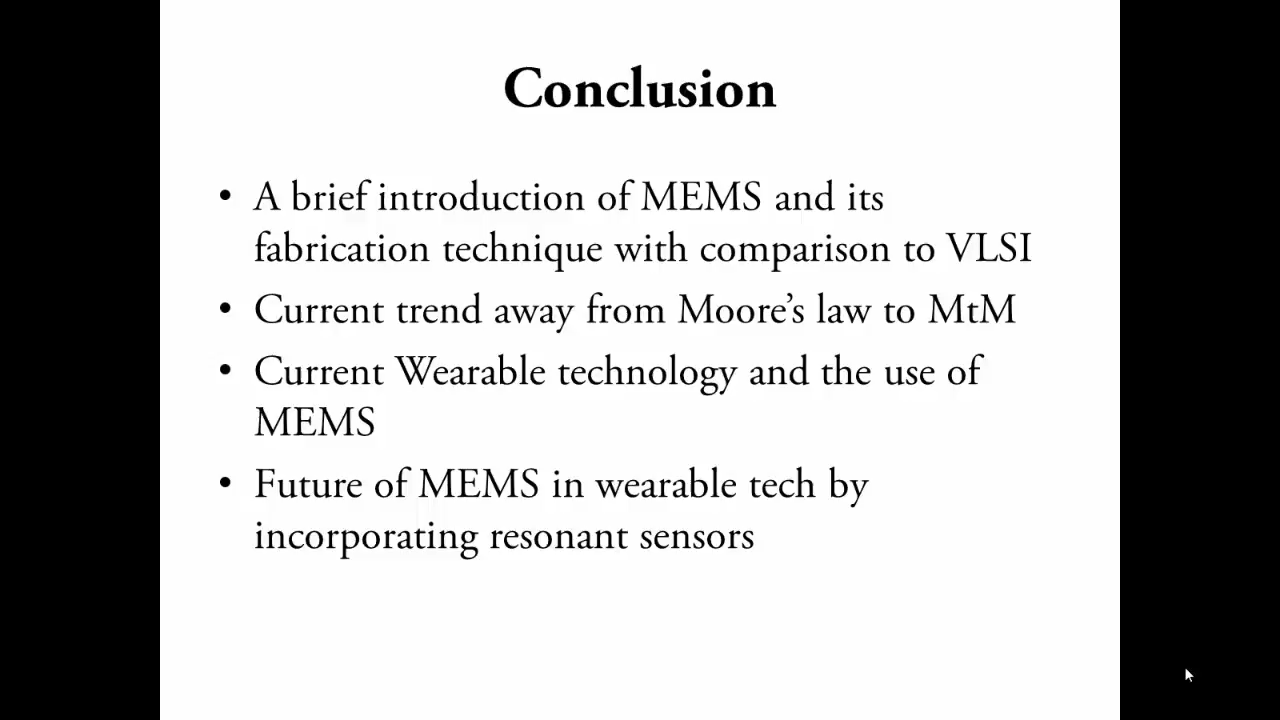 Conclusion
• A brief introduction of MEMS and its
fabrication technique with comparison to VLSI
• Current trend away from Moore’s law to MtM
• Current Wearable technology and the use of
MEMS
• Future of MEMS in wearable tech by
incorporating resonant sensors